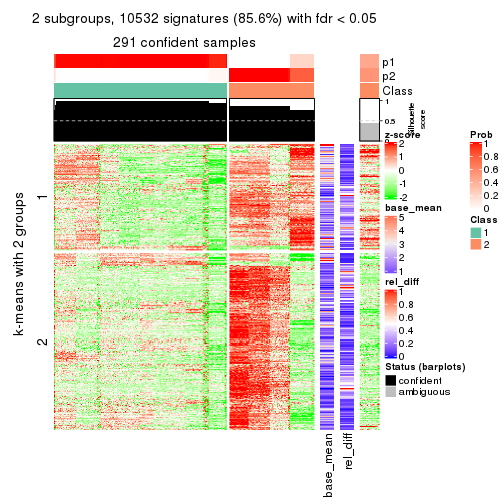 2 subgroups, 10532 signatures (85.6%) with fdr < 0.05
291 confident samples
p1
p2
Class
1
0.5
0
Silhouette
score
k-means with 2 groups
1
2
base_mean
rel_diff
z-score
2
1
0
-1
-2
base_mean
5
4
3
2
1
rel_diff
1
0.8
0.6
0.4
0.2
0
Status (barplots)
confident
ambiguous
Prob
1
0.8
0.6
0.4
0.2
0
Class
1
2